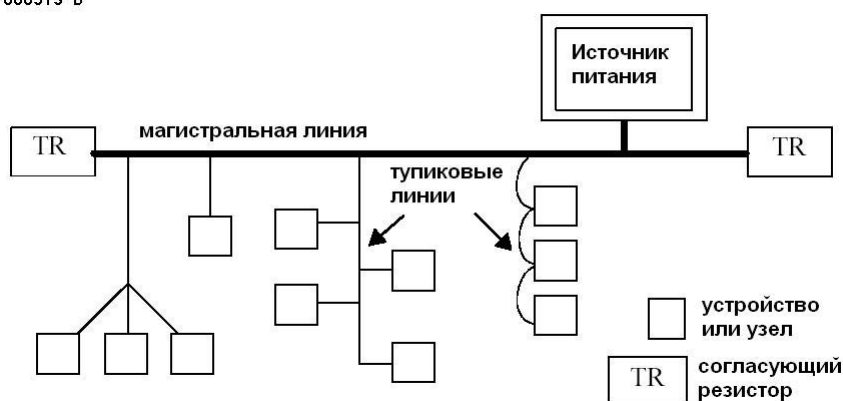 Источник
питания
TR
магистральная линия
TR
тупиковые
линии
устройство
или узел
TR
согласующий
резистор